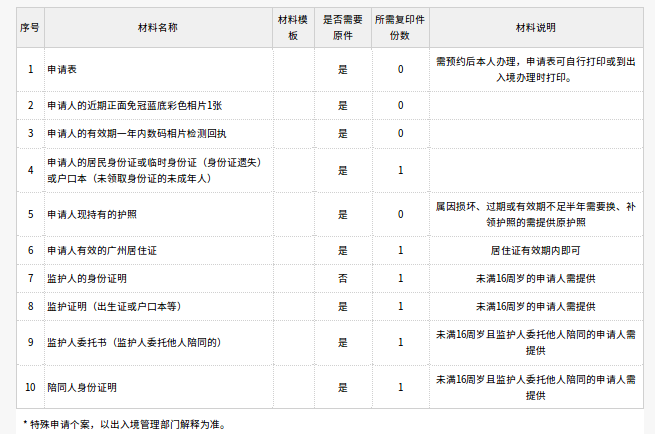 序号 材料名称 材料模板 是否需要原件 所需复印件份数 材料说明
1 申请表 是 0 需预约后本人办理，申请表可自行打印或到出入境办理时打印。
2 申请人的近期正面免冠蓝底彩色相片1张 是 0
3 申请人的有效期一年内数码相片检测回执 是 0
4 申请人的居民身份证或临时身份证（身份证遗失）或户口本（未领取身份证的未成年人） 是 1
5 申请人现持有的护照 是 0 属因损坏、过期或有效期不足半年需要换、补领护照的需提供原护照
6 申请人有效的广州居住证 是 1 居住证有效期内即可
7 监护人的身份证明 否 1 未满16周岁的申请人需提供
8 监护证明（出生证或户口本等） 是 1 未满16周岁的申请人需提供
9 监护人委托书（监护人委托他人陪同的） 是 1 未满16周岁且监护人委托他人陪同的申请人需提供
10 陪同人身份证明 是 1 未满16周岁且监护人委托他人陪同的申请人需提供
* 特殊申请个案，以出入境管理部门解释为准。